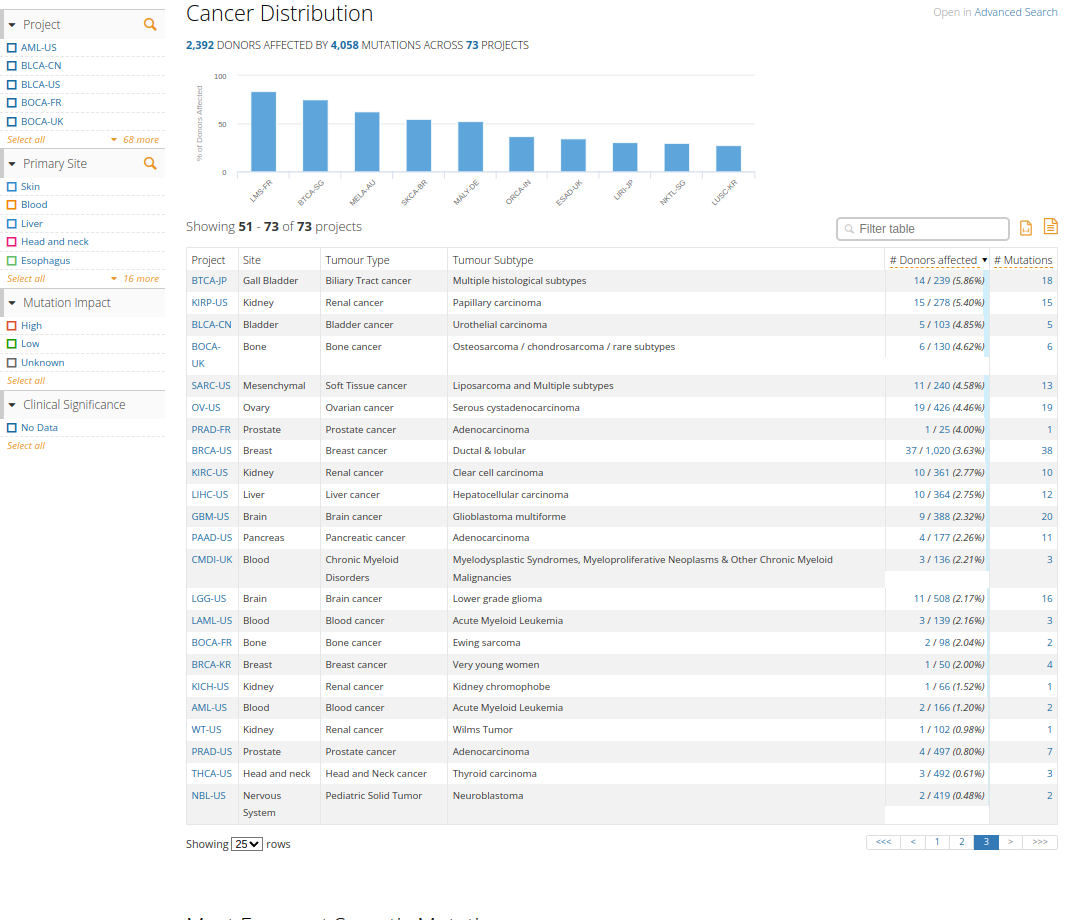 Project
AML-US
BLCA-CN
BLCA-US
BOCA-FR
BOCA-UK
Select all 68 more
Primary Site
Skin
Blood
Liver
Head and neck
Esophagus
Select all 16 more
Mutation Impact
High
Low
Unknown
Select all
Clinical Significance
No Data
Select all
Cancer Distribution
Open in Advanced Search
2,392 DONORS AFFECTED BY 4,058 MUTATIONS ACROSS 73 PROJECTS
% of Donors Affected
100
50
0
LMS-FR
BTCA-SG
MELA-AU
SKCA-BR
MALY-DE
ORCA-IN
ESAD-UK
LIRI-JP
NKTL-SG
LUSC-KR
Showing 51 - 73 of 73 projects
Filter table
Project Site Tumour Type Tumour Subtype # Donors affected # Mutations
BTCA-JP Gall Bladder Biliary Tract cancer Multiple histological subtypes 14 / 239 (5.86%) 18
KIRP-US Kidney Renal cancer Papillary carcinoma 15 / 278 (5.40%) 15
BLCA-CN Bladder Bladder cancer Urothelial carcinoma 5 / 103 (4.85%) 5
BOCA- Bone Bone cancer Osteosarcoma / chondrosarcoma / rare subtypes 6 / 130 (4.62%) 6
UK
SARC-US Mesenchymal Soft Tissue cancer Liposarcoma and Multiple subtypes 11 / 240 (4.58%) 13
OV-US Ovary Ovarian cancer Serous cystadenocarcinoma 19 / 426 (4.46%) 19
PRAD-FR Prostate Prostate cancer Adenocarcinoma 1 / 25 (4.00%) 1
BRCA-US Breast Breast cancer Ductal & lobular 37 / 1,020 (3.63%) 38
KIRC-US Kidney Renal cancer Clear cell carcinoma 10 / 361 (2.77%) 10
LIHC-US Liver Liver cancer Hepatocellular carcinoma 10 / 364 (2.75%) 12
GBM-US Brain Brain cancer Glioblastoma multiforme 9 / 388 (2.32%) 20
PAAD-US Pancreas Pancreatic cancer Adenocarcinoma 4 / 177 (2.26%) 11
CMDI-UK Blood Chronic Myeloid Myelodysplastic Syndromes, Myeloproliferative Neoplasms & Other Chronic Myeloid 3 / 136 (2.21%) 3
Disorders Malignancies
LGG-US Brain Brain cancer Lower grade glioma 11 / 508 (2.17%) 16
LAML-US Blood Blood cancer Acute Myeloid Leukemia 3 / 139 (2.16%) 3
BOCA-FR Bone Bone cancer Ewing sarcoma 2 / 98 (2.04%) 2
BRCA-KR Breast Breast cancer Very young women 1 / 50 (2.00%) 4
KICH-US Kidney Renal cancer Kidney chromophobe 1 / 66 (1.52%) 1
AML-US Blood Blood cancer Acute Myeloid Leukemia 2 / 166 (1.20%) 2
WT-US Kidney Renal cancer Wilms Tumor 1 / 102 (0.98%) 1
PRAD-US Prostate Prostate cancer Adenocarcinoma 4 / 497 (0.80%) 7
THCA-US Head and neck Head and Neck cancer Thyroid carcinoma 3 / 492 (0.61%) 3
NBL-US Nervous Pediatric Solid Tumor Neuroblastoma 2 / 419 (0.48%) 2
System
Showing 25 rows
<<< < 1 2 3 > >>>